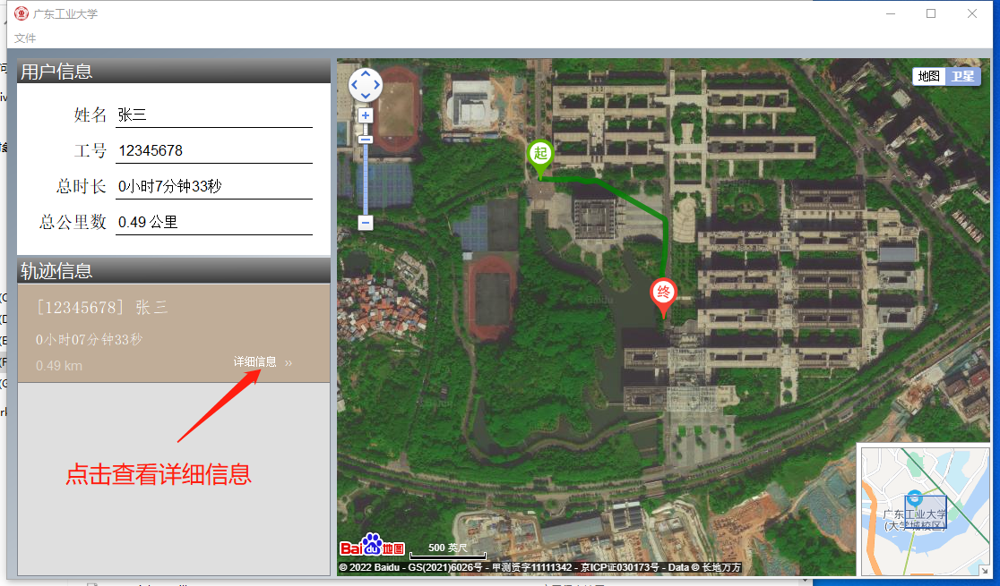 广东工业大学
文件
用户信息
姓名 张三
工号 12345678
总时长 0小时7分钟33秒
总公里数 0.49 公里
轨迹信息
[12345678] 张三
0小时07分钟33秒
0.49 km
详细信息 »
点击查看详细信息
地图 卫星
起
终
Baidu
广东工业大学
(大学城校区)
Bai du 地图
500 英尺
© 2022 Baidu - GS(2021)6026号 - 甲测资字11111342 - 京ICP证030173号 - Data © 长地万方